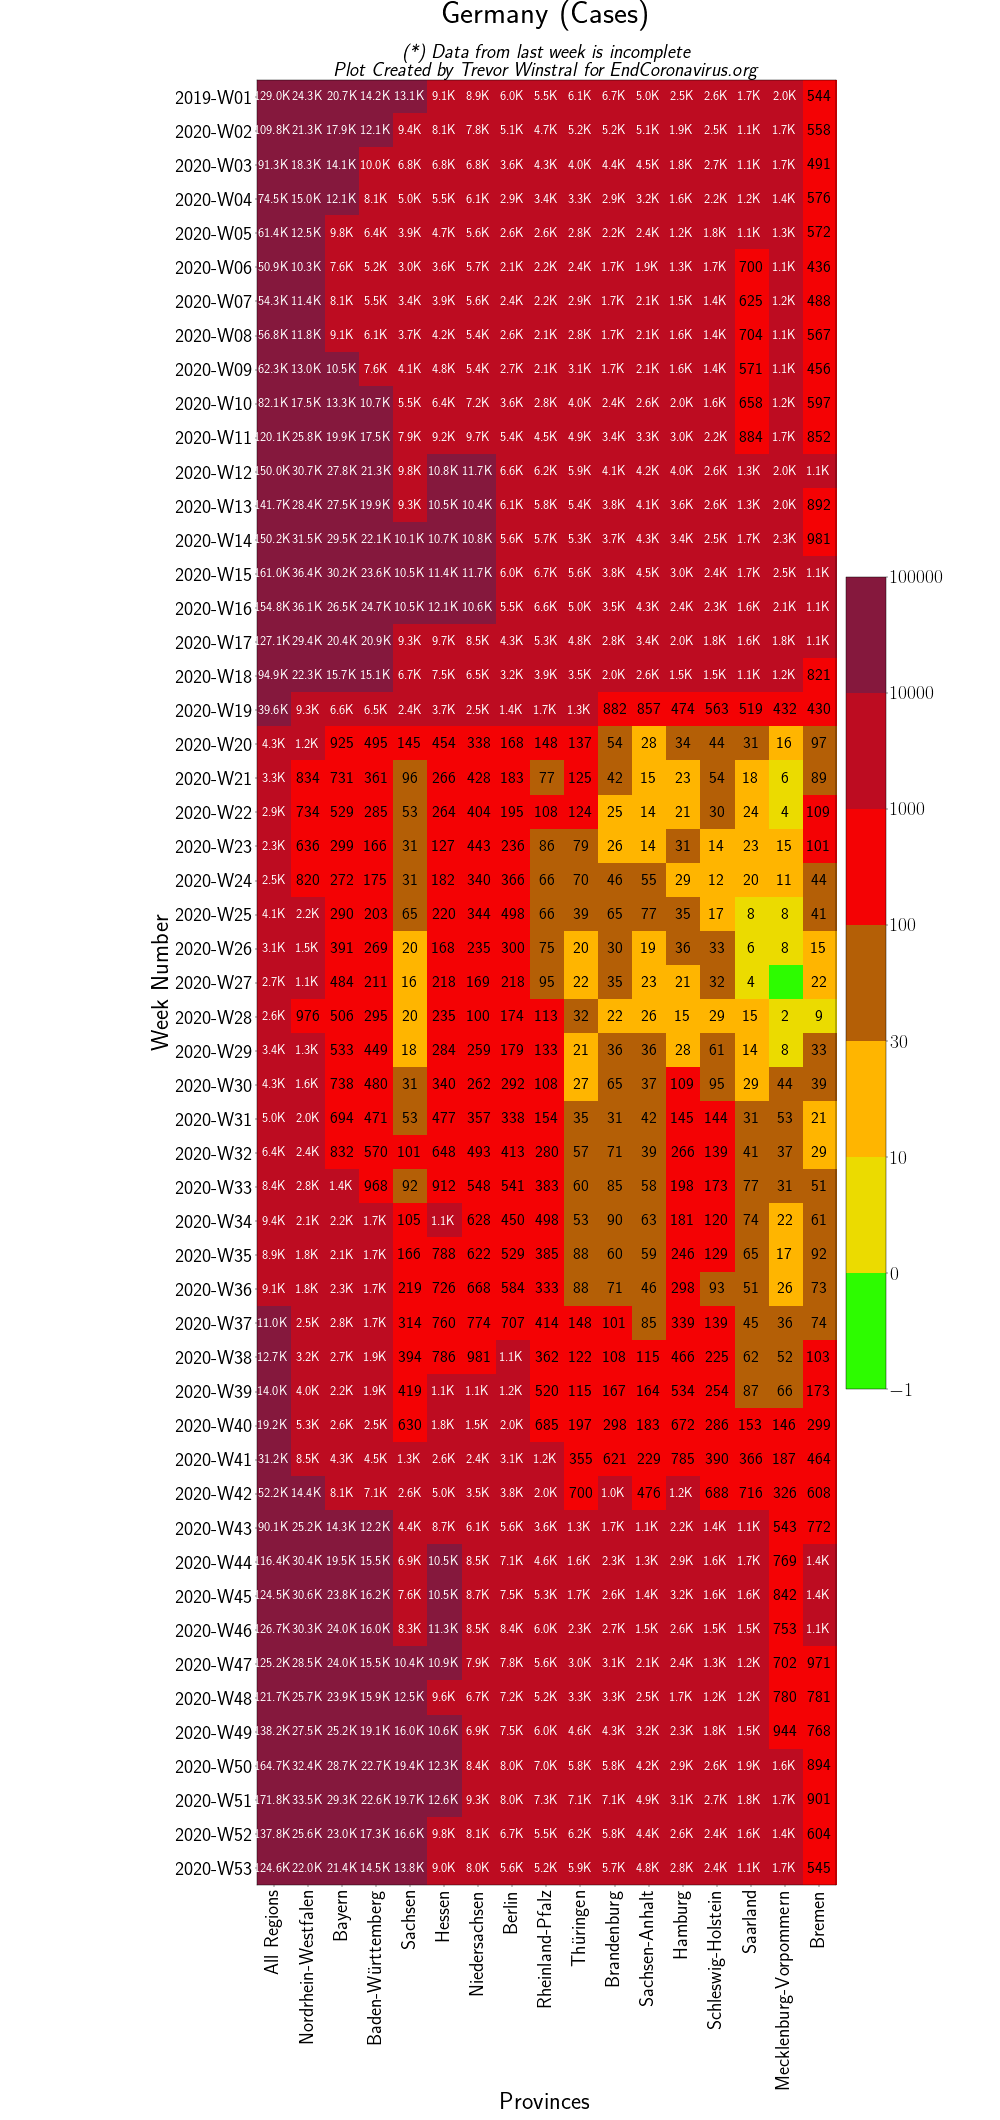 Germany (Cases)
(*) Data from last week is incomplete
Plot Created by Trevor Winstral for EndCoronavirus.org
2019-W01 129.0K 24.3K 20.7K 14.2K 13.1K 9.1K 8.9K 6.0K 5.5K 6.1K 6.7K 5.0K 2.5K 2.6K 1.7K 2.0K 544
2020-W02 109.8K 21.3K 17.9K 12.1K 9.4K 8.1K 7.8K 5.1K 4.7K 5.2K 5.2K 5.1K 1.9K 2.5K 1.1K 1.7K 558
2020-W03 91.3K 18.3K 14.1K 10.0K 6.8K 6.8K 6.8K 3.6K 4.3K 4.0K 4.4K 4.5K 1.8K 2.7K 1.1K 1.7K 491
2020-W04 74.5K 15.0K 12.1K 8.1K 5.0K 5.5K 6.1K 2.9K 3.4K 3.3K 2.9K 3.2K 1.6K 2.2K 1.2K 1.4K 576
2020-W05 61.4K 12.5K 9.8K 6.4K 3.9K 4.7K 5.6K 2.6K 2.6K 2.8K 2.2K 2.4K 1.2K 1.8K 1.1K 1.3K 572
2020-W06 50.9K 10.3K 7.6K 5.2K 3.0K 3.6K 5.7K 2.1K 2.2K 2.4K 1.7K 1.9K 1.3K 1.7K 700 1.1K 436
2020-W07 54.3K 11.4K 8.1K 5.5K 3.4K 3.9K 5.6K 2.4K 2.2K 2.9K 1.7K 2.1K 1.5K 1.4K 625 1.2K 488
2020-W08 56.8K 11.8K 9.1K 6.1K 3.7K 4.2K 5.4K 2.6K 2.1K 2.8K 1.7K 2.1K 1.6K 1.4K 704 1.1K 567
2020-W09 62.3K 13.0K 10.5K 7.6K 4.1K 4.8K 5.4K 2.7K 2.1K 3.1K 1.7K 2.1K 1.6K 1.4K 571 1.1K 456
2020-W10 82.1K 17.5K 13.3K 10.7K 5.5K 6.4K 7.2K 3.6K 2.8K 4.0K 2.4K 2.6K 2.0K 1.6K 658 1.2K 597
2020-W11 120.1K 25.8K 19.9K 17.5K 7.9K 9.2K 9.7K 5.4K 4.5K 4.9K 3.4K 3.3K 3.0K 2.2K 884 1.7K 852
2020-W12 150.0K 30.7K 27.8K 21.3K 9.8K 10.8K 11.7K 6.6K 6.2K 5.9K 4.1K 4.2K 4.0K 2.6K 1.3K 2.0K 1.1K
2020-W13 141.7K 28.4K 27.5K 19.9K 9.3K 10.5K 10.4K 6.1K 5.8K 5.4K 3.8K 4.1K 3.6K 2.6K 1.3K 2.0K 892
2020-W14 150.2K 31.5K 29.5K 22.1K 10.1K 10.7K 10.8K 5.6K 5.7K 5.3K 3.7K 4.3K 3.4K 2.5K 1.7K 2.3K 981
2020-W15 161.0K 36.4K 30.2K 23.6K 10.5K 11.4K 11.7K 6.0K 6.7K 5.6K 3.8K 4.5K 3.0K 2.4K 1.7K 2.5K 1.1K
2020-W16 154.8K 36.1K 26.5K 24.7K 10.5K 12.1K 10.6K 5.5K 6.6K 5.0K 3.5K 4.3K 2.4K 2.3K 1.6K 2.1K 1.1K
2020-W17 127.1K 29.4K 20.4K 20.9K 9.3K 9.7K 8.5K 4.3K 5.3K 4.8K 2.8K 3.4K 2.0K 1.8K 1.6K 1.8K 1.1K
2020-W18 94.9K 22.3K 15.7K 15.1K 6.7K 7.5K 6.5K 3.2K 3.9K 3.5K 2.0K 2.6K 1.5K 1.5K 1.1K 1.2K 821
2020-W19 39.6K 9.3K 6.6K 6.5K 2.4K 3.7K 2.5K 1.4K 1.7K 1.3K 882 857 474 563 519 432 430
2020-W20 4.3K 1.2K 925 495 145 454 338 168 148 137 54 28 34 44 31 16 97
2020-W21 3.3K 834 731 361 96 266 428 183 77 125 42 15 23 54 18 6 89
2020-W22 2.9K 734 529 285 53 264 404 195 108 124 25 14 21 30 24 4 109
2020-W23 2.3K 636 299 166 31 127 443 236 86 79 26 14 31 14 23 15 101
2020-W24 2.5K 820 272 175 31 182 340 366 66 70 46 55 29 12 20 11 44
2020-W25 4.1K 2.2K 290 203 65 220 344 498 66 39 65 77 35 17 8 8 41
2020-W26 3.1K 1.5K 391 269 20 168 235 300 75 20 30 19 36 33 6 8 15
2020-W27 2.7K 1.1K 484 211 16 218 169 218 95 22 35 23 21 32 4 22
2020-W28 2.6K 976 506 295 20 235 100 174 113 32 22 26 15 29 15 2 9
2020-W29 3.4K 1.3K 533 449 18 284 259 179 133 21 36 36 28 61 14 8 33
2020-W30 4.3K 1.6K 738 480 31 340 262 292 108 27 65 37 109 95 29 44 39
2020-W31 5.0K 2.0K 694 471 53 477 357 338 154 35 31 42 145 144 31 53 21
2020-W32 6.4K 2.4K 832 570 101 648 493 413 280 57 71 39 266 139 41 37 29
2020-W33 8.4K 2.8K 1.4K 968 92 912 548 541 383 60 85 58 198 173 77 31 51
2020-W34 9.4K 2.1K 2.2K 1.7K 105 1.1K 628 450 498 53 90 63 181 120 74 22 61
2020-W35 8.9K 1.8K 2.1K 1.7K 166 788 622 529 385 88 60 59 246 129 65 17 92
2020-W36 9.1K 1.8K 2.3K 1.7K 219 726 668 584 333 88 71 46 298 93 51 26 73
2020-W37 11.0K 2.5K 2.8K 1.7K 314 760 774 707 414 148 101 85 339 139 45 36 74
2020-W38 12.7K 3.2K 2.7K 1.9K 394 786 981 1.1K 362 122 108 115 466 225 62 52 103
2020-W39 14.0K 4.0K 2.2K 1.9K 419 1.1K 1.1K 1.2K 520 115 167 164 534 254 87 66 173
2020-W40 19.2K 5.3K 2.6K 2.5K 630 1.8K 1.5K 2.0K 685 197 298 183 672 286 153 146 299
2020-W41 31.2K 8.5K 4.3K 4.5K 1.3K 2.6K 2.4K 3.1K 1.2K 355 621 229 785 390 366 187 464
2020-W42 52.2K 14.4K 8.1K 7.1K 2.6K 5.0K 3.5K 3.8K 2.0K 700 1.0K 476 1.2K 688 716 326 608
2020-W43 90.1K 25.2K 14.3K 12.2K 4.4K 8.7K 6.1K 5.6K 3.6K 1.3K 1.7K 1.1K 2.2K 1.4K 1.1K 543 772
2020-W44 116.4K 30.4K 19.5K 15.5K 6.9K 10.5K 8.5K 7.1K 4.6K 1.6K 2.3K 1.3K 2.9K 1.6K 1.7K 769 1.4K
2020-W45 124.5K 30.6K 23.8K 16.2K 7.6K 10.5K 8.7K 7.5K 5.3K 1.7K 2.6K 1.4K 3.2K 1.6K 1.6K 842 1.4K
2020-W46 126.7K 30.3K 24.0K 16.0K 8.3K 11.3K 8.5K 8.4K 6.0K 2.3K 2.7K 1.5K 2.6K 1.5K 1.5K 753 1.1K
2020-W47 125.2K 28.5K 24.0K 15.5K 10.4K 10.9K 7.9K 7.8K 5.6K 3.0K 3.1K 2.1K 2.4K 1.3K 1.2K 702 971
2020-W48 121.7K 25.7K 23.9K 15.9K 12.5K 9.6K 6.7K 7.2K 5.2K 3.3K 3.3K 2.5K 1.7K 1.2K 1.2K 780 781
2020-W49 138.2K 27.5K 25.2K 19.1K 16.0K 10.6K 6.9K 7.5K 6.0K 4.6K 4.3K 3.2K 2.3K 1.8K 1.5K 944 768
2020-W50 164.7K 32.4K 28.7K 22.7K 19.4K 12.3K 8.4K 8.0K 7.0K 5.8K 5.8K 4.2K 2.9K 2.6K 1.9K 1.6K 894
2020-W51 171.8K 33.5K 29.3K 22.6K 19.7K 12.6K 9.3K 8.0K 7.3K 7.1K 7.1K 4.9K 3.1K 2.7K 1.8K 1.7K 901
2020-W52 137.8K 25.6K 23.0K 17.3K 16.6K 9.8K 8.1K 6.7K 5.5K 6.2K 5.8K 4.4K 2.6K 2.4K 1.6K 1.4K 604
2020-W53 124.6K 22.0K 21.4K 14.5K 13.8K 9.0K 8.0K 5.6K 5.2K 5.9K 5.7K 4.8K 2.8K 2.4K 1.1K 1.7K 545
Week Number
All Regions
Nordrhein-Westfalen
Bayern
Baden-Württemberg
Sachsen
Hessen
Niedersachsen
Berlin
Rheinland-Pfalz
Thüringen
Brandenburg
Sachsen-Anhalt
Hamburg
Schleswig-Holstein
Saarland
Mecklenburg-Vorpommern
Bremen
Provinces
100000
10000
1000
100
30
10
0
−1